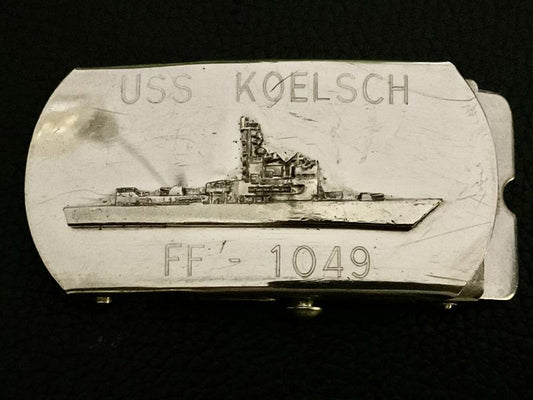 USS KOELSCH
FF - 1049